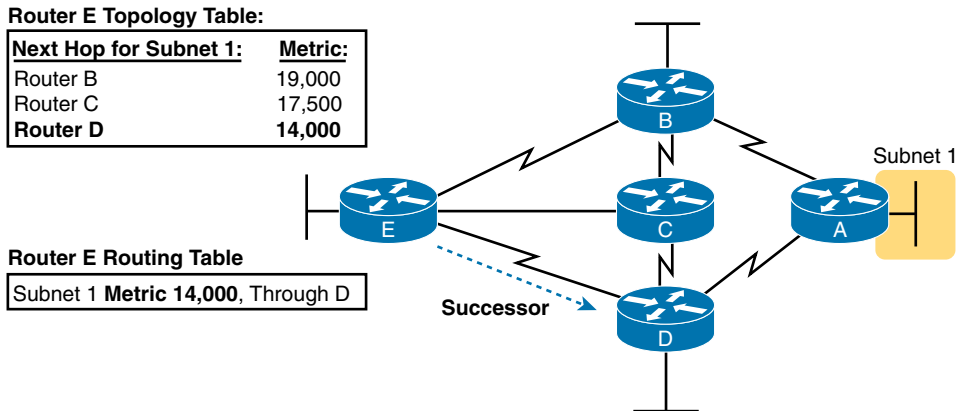 Router E Topology Table:
Next Hop for Subnet 1: Metric:
Router B 19,000
Router C 17,500
Router D 14,000
B
Subnet 1
E
C
A
Router E Routing Table
Subnet 1 Metric 14,000, Through D
Successor
D